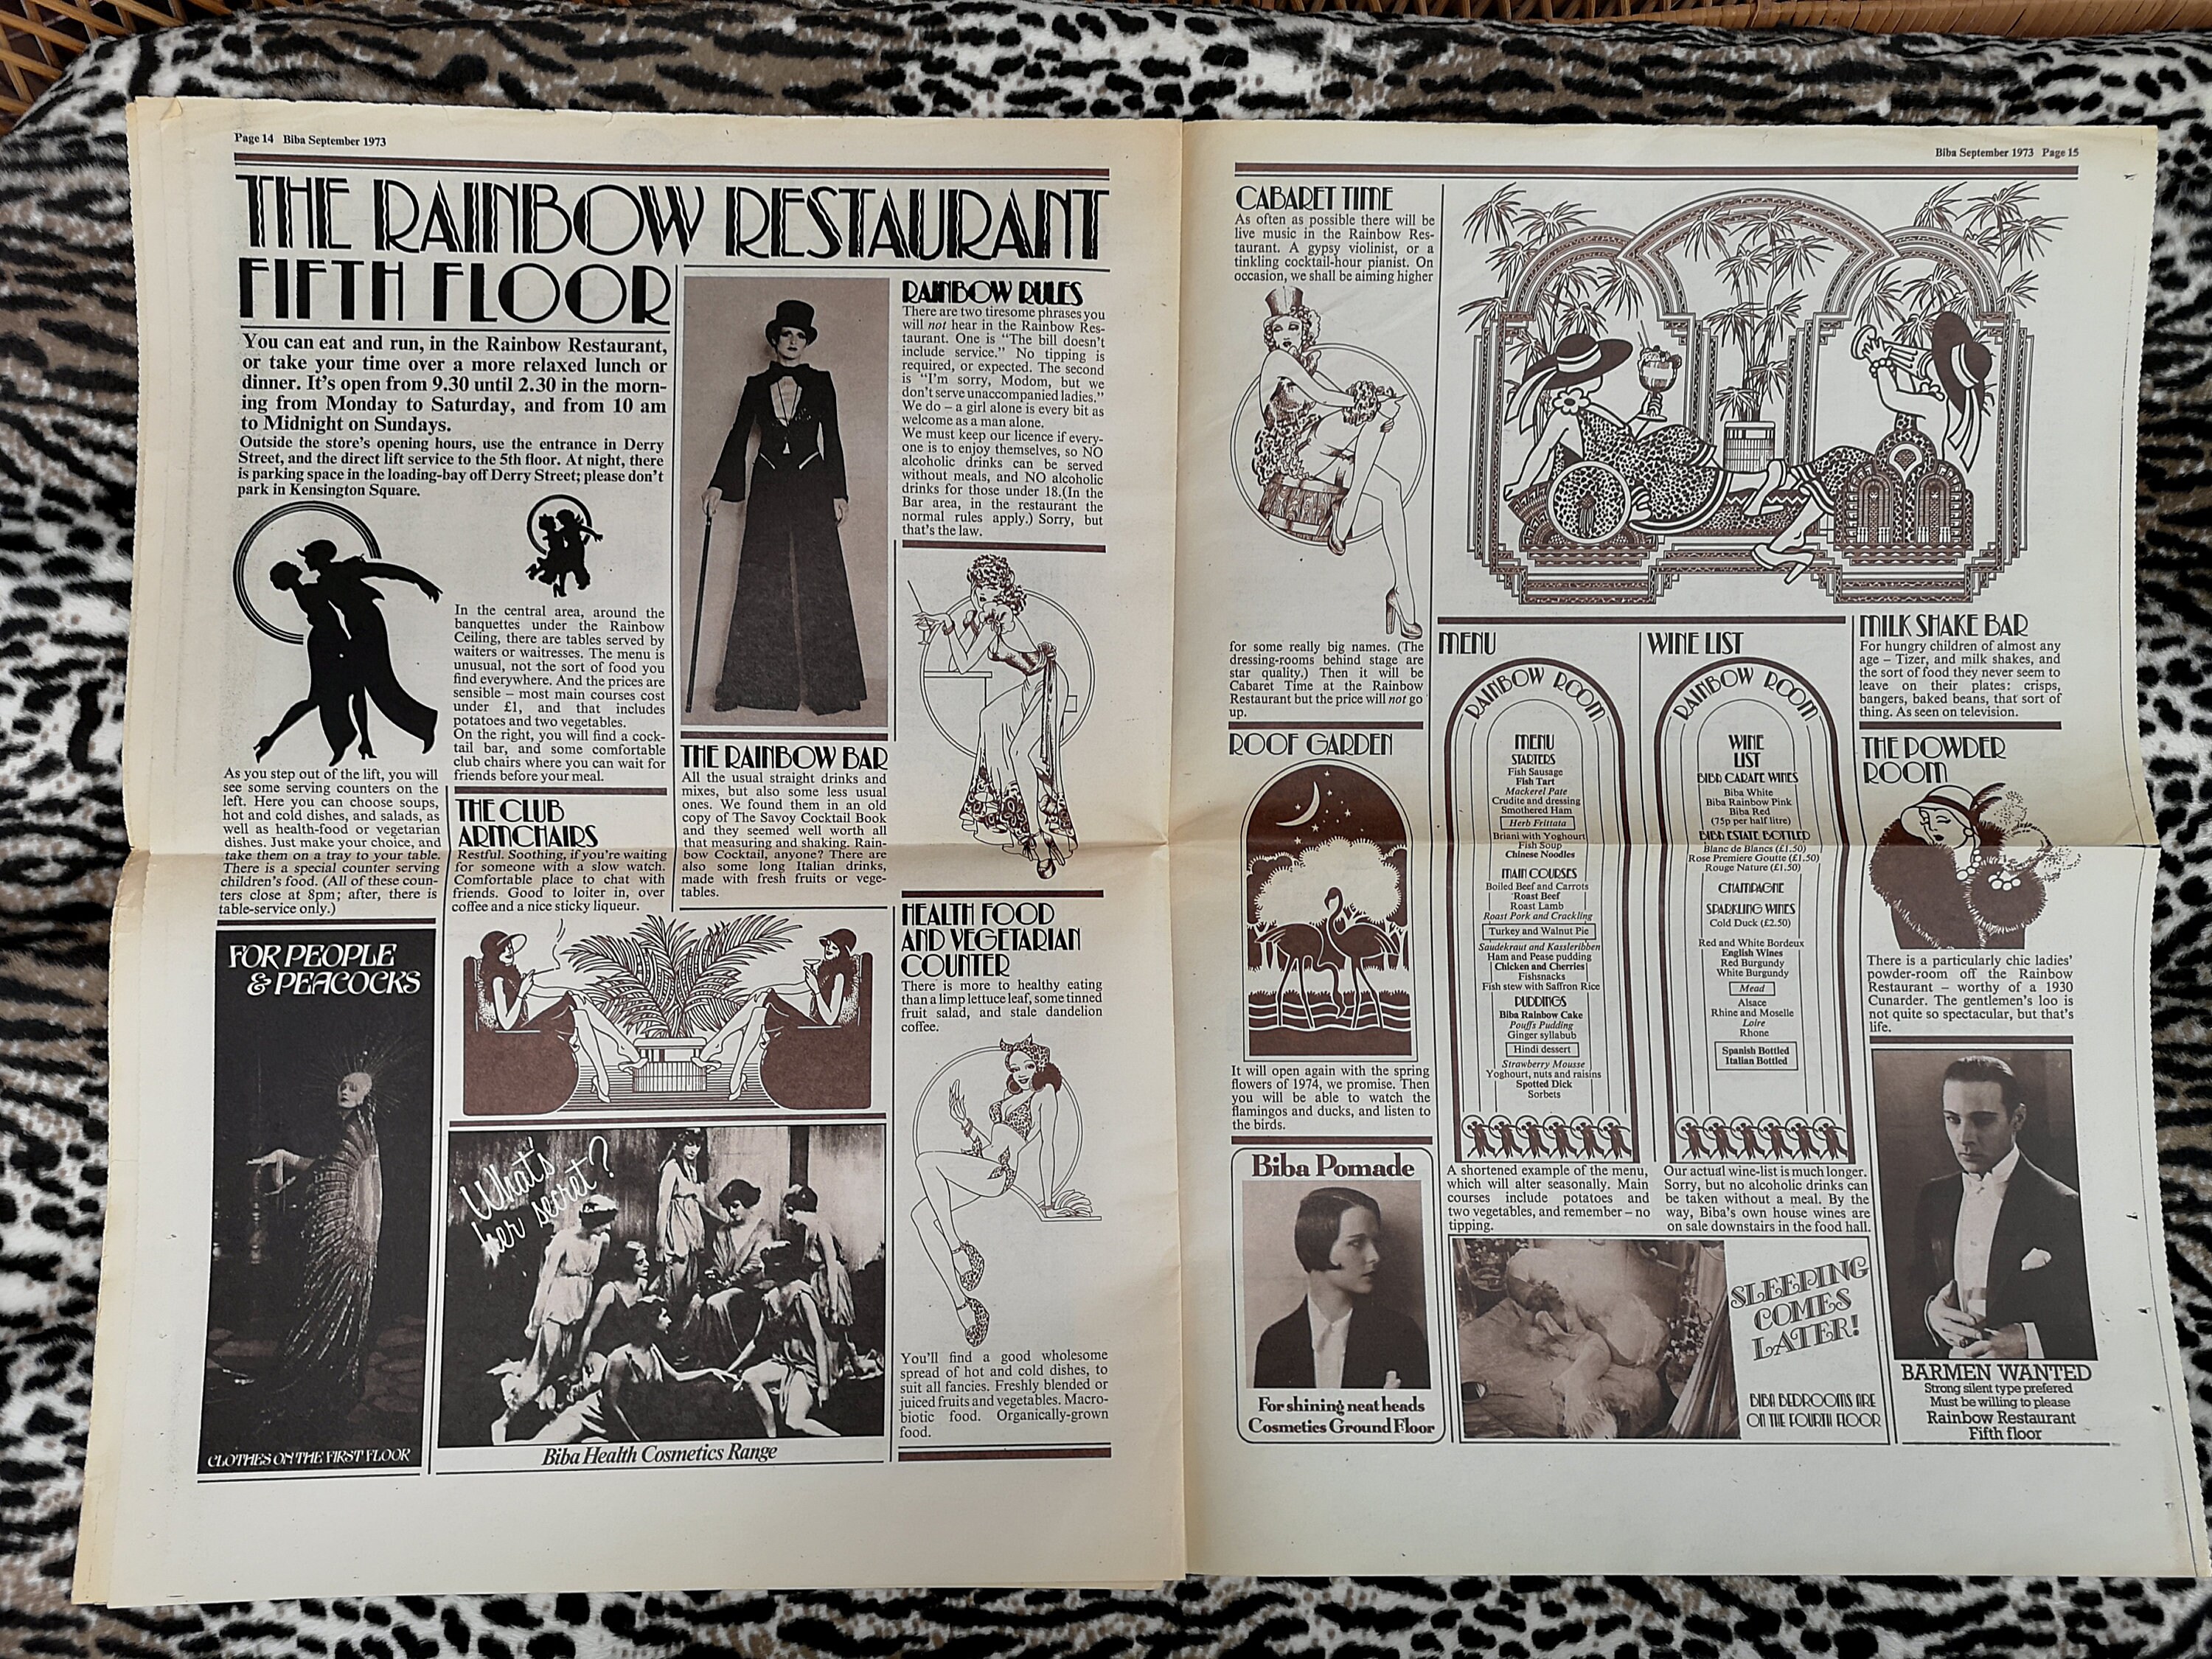 Page 14 Biba September 1973
THE RAINBOW RESTAURANT
FIFTH FLOOR
You can eat and run, in the Rainbow Restaurant,
or take your time over a more relaxed lunch or
dinner. It's open from 9.30 until 2.30 in the morn-
ing from Monday to Saturday, and from 10 am
to Midnight on Sundays.
Outside the store's opening hours, use the entrance in Derry
Street, and the direct lift service to the 5th floor. At night, there
is parking space in the loading-bay off Derry Street; please don't
park in Kensington Square.
As you step out of the lift, you will
see some serving counters on the
left. Here you can choose soups,
hot and cold dishes, and salads, as
well as health-food or vegetarian
dishes. Just make your choice, and
take them on a tray to your table.
There is a special counter serving
children's food. (All of these coun-
ters close at 8pm; after, there is
table-service only.)
FOR PEOPLE
& PEACOCKS
CLOTHES ON THE FIRST FLOOR
In the central area, around the
banquettes under the Rainbow
Ceiling, there are tables served by
waiters or waitresses. The menu is
unusual, not the sort of food you
find everywhere. And the prices are
sensible – most main courses cost
under £1, and that includes
potatoes and two vegetables.
On the right, you will find a cock-
tail bar, and some comfortable
club chairs where you can wait for
friends before your meal.
THE CLUB
ARMCHAIRS
Restful. Soothing, if you're waiting
for someone with a slow watch.
Comfortable place to chat with
friends. Good to loiter in, over
coffee and a nice sticky liqueur.
THE RAINBOW BAR
All the usual straight drinks and
mixes, but also some less usual
ones. We found them in an old
copy of The Savoy Cocktail Book
and they seemed well worth all
that measuring and shaking. Rain-
bow Cocktail, anyone? There are
also some long Italian drinks,
made with fresh fruits or vege-
tables.
What's
her secret?
Biba Health Cosmetics Range
RAINBOW RULES
There are two tiresome phrases you
will not hear in the Rainbow Res-
taurant. One is "The bill doesn't
include service." No tipping is
required, or expected. The second
is "I'm sorry, Modom, but we
don't serve unaccompanied ladies."
We do – a girl alone is every bit as
welcome as a man alone.
We must keep our licence if every-
one is to enjoy themselves, so NO
alcoholic drinks can be served
without meals, and NO alcoholic
drinks for those under 18.(In the
Bar area, in the restaurant the
normal rules apply.) Sorry, but
that's the law.
HEALTH FOOD
AND VEGETARIAN
COUNTER
There is more to healthy eating
than a limp lettuce leaf, some tinned
fruit salad, and stale dandelion
coffee.
You'll find a good wholesome
spread of hot and cold dishes, to
suit all fancies. Freshly blended or
juiced fruits and vegetables. Macro-
biotic food. Organically-grown
food.
Biba September 1973 Page 15
CABARET TIME
As often as possible there will be
live music in the Rainbow Res-
taurant. A gypsy violinist, or a
tinkling cocktail-hour pianist. On
occasion, we shall be aiming higher
for some really big names. (The
dressing-rooms behind stage are
star quality.) Then it will be
Cabaret Time at the Rainbow
Restaurant but the price will not go
up.
ROOF GARDEN
It will open again with the spring
flowers of 1974, we promise. Then
you will be able to watch the
flamingos and ducks, and listen to
the birds.
Biba Pomade
For shining neat heads
Cosmetics Ground Floor
MENU
RAINBOW ROOM
MENU
STARTERS
Fish Sausage
Fish Tart
Mackerel Pate
Crudite and dressing
Smothered Ham
Herb Frittata
Briani with Yoghourt
Fish Soup
Chinese Noodles
MAIN COURSES
Boiled Beef and Carrots
Roast Beef
Roast Lamb
Roast Pork and Crackling
Turkey and Walnut Pie
Saudekraut and Kassleribben
Ham and Pease pudding
Chicken and Cherries
Fishsnacks
Fish stew with Saffron Rice
PUDDINGS
Biba Rainbow Cake
Pouffs Pudding
Ginger syllabub
Hindi dessert
Strawberry Mousse
Yoghourt, nuts and raisins
Spotted Dick
Sorbets
A shortened example of the menu,
which will alter seasonally. Main
courses include potatoes and
two vegetables, and remember – no
tipping.
WINE LIST
RAINBOW ROOM
WINE
LIST
BIBA CARAFE WINES
Biba White
Biba Rainbow Pink
Biba Red
(75p per half litre)
BIBA ESTATE BOTTLED
Blanc de Blancs (£1.50)
Rose Premiere Goutte (£1.50)
Rouge Nature (£1.50)
CHAMPAGNE
SPARKLING WINES
Cold Duck (£2.50)
Red and White Bordeux
English Wines
Red Burgundy
White Burgundy
Mead
Alsace
Rhine and Moselle
Loire
Rhone
Spanish Bottled
Italian Bottled
Our actual wine-list is much longer.
Sorry, but no alcoholic drinks can
be taken without a meal. By the
way, Biba's own house wines are
on sale downstairs in the food hall.
SLEEPING
COMES
LATER!
BIBA BEDROOMS ARE
ON THE FOURTH FLOOR
MILK SHAKE BAR
For hungry children of almost any
age – Tizer, and milk shakes, and
the sort of food they never seem to
leave on their plates: crisps,
bangers, baked beans, that sort of
thing. As seen on television.
THE POWDER
ROOM
There is a particularly chic ladies'
powder-room off the Rainbow
Restaurant – worthy of a 1930
Cunarder. The gentlemen's loo is
not quite so spectacular, but that's
life.
BARMEN WANTED
Strong silent type prefered
Must be willing to please
Rainbow Restaurant
Fifth floor